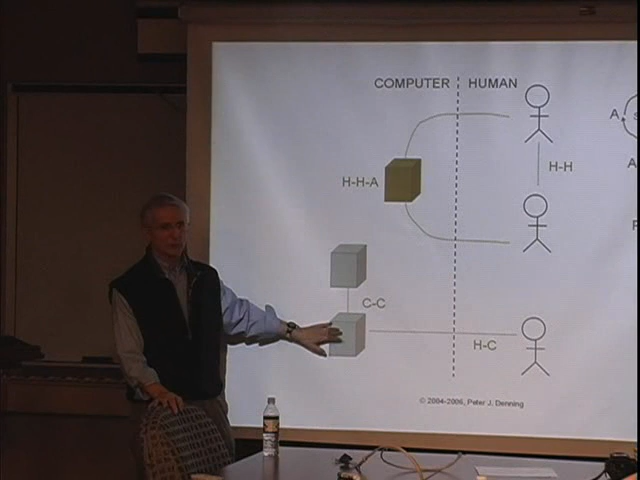 COMPUTER HUMAN
A
H-H
H-H-A
A
C-C
H-C
© 2004-2006, Peter J. Denning